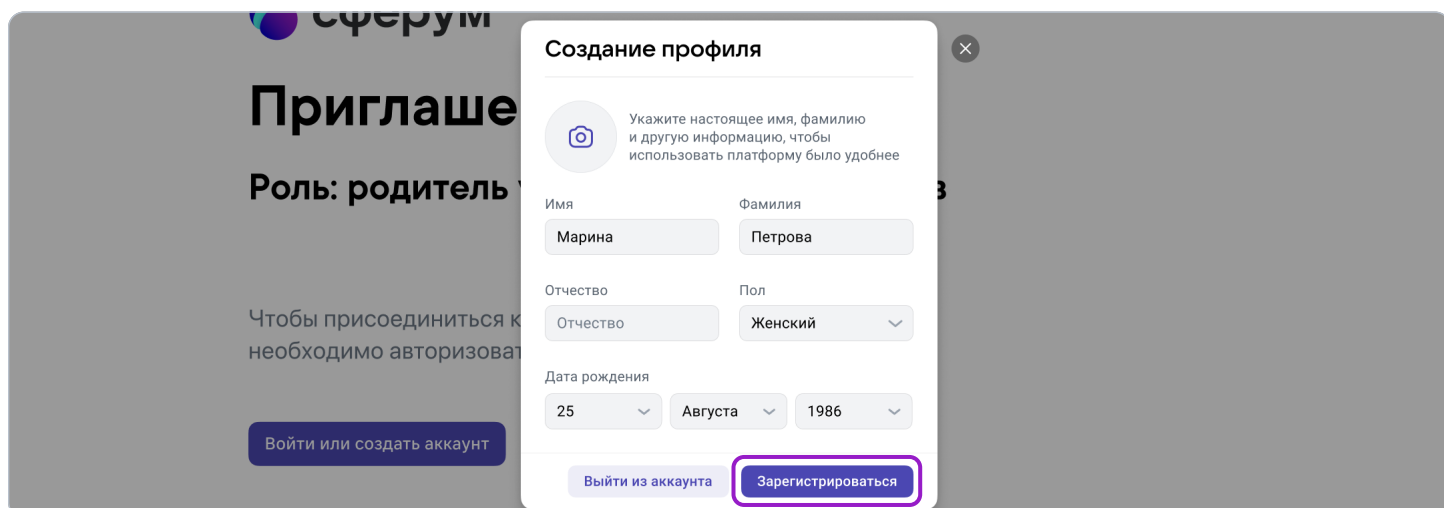 сферум
Создание профиля
Приглаше
Укажите настоящее имя, фамилию
и другую информацию, чтобы
использовать платформу было удобнее
Роль: родитель
Имя
Фамилия
Марина
Петрова
Отчество
Пол
Отчество
Женский
Чтобы присоединиться к
необходимо авторизоват
Дата рождения
25
Августа
1986
Войти или создать аккаунт
Выйти из аккаунта
Зарегистрироваться